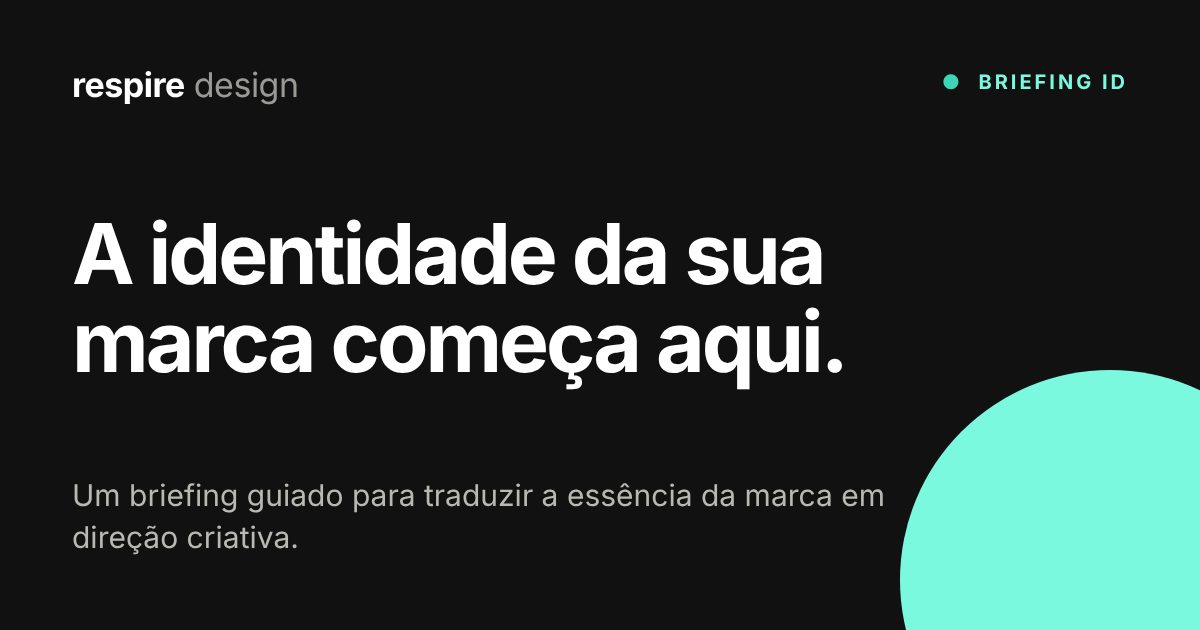 respire design
BRIEFING ID
A identidade da sua
marca começa aqui.
Um briefing guiado para traduzir a essência da marca em
direção criativa.